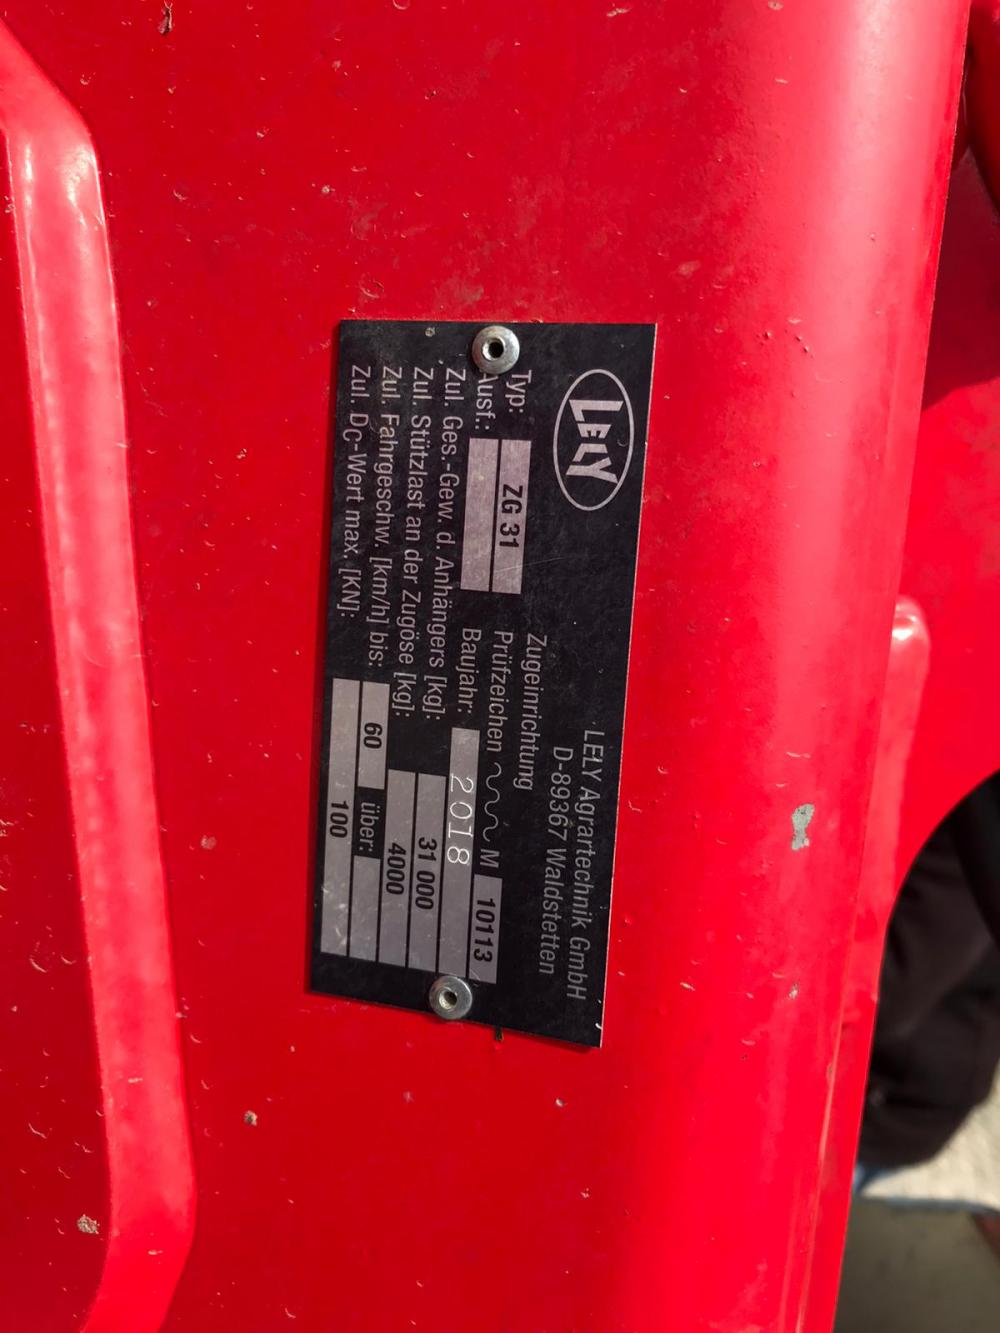 LELY
LELY Agrartechnik GmbH
D-89367 Waldstetten
Zugeinrichtung
Typ: ZG 31 Prüfzeichen M 10113
Ausf.: Baujahr: 2018
Zul. Ges.-Gew. d. Anhängers [kg]: 31 000
Zul. Stützlast an der Zugöse [kg]: 4000
Zul. Fahrgeschw. [km/h] bis: 60 über:
Zul. DC-Wert max. [KN]: 100